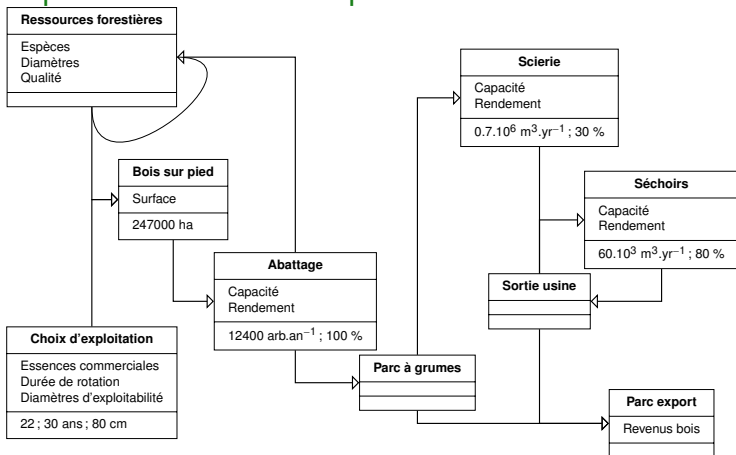 Ressources forestières
Espèces
Diamètres
Qualité
Scierie
Capacité
Rendement
0.7.10⁶ m³.yr⁻¹ ; 30 %
Bois sur pied
Surface
247000 ha
Séchoirs
Capacité
Rendement
60.10³ m³.yr⁻¹ ; 80 %
Abattage
Capacité
Rendement
12400 arb.an⁻¹ ; 100 %
Sortie usine
Choix d'exploitation
Essences commerciales
Durée de rotation
Diamètres d'exploitabilité
22 ; 30 ans ; 80 cm
Parc à grumes
Parc export
Revenus bois